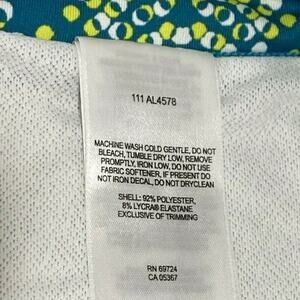 111 AL4578
MACHINE WASH COLD GENTLE, DO NOT
BLEACH, TUMBLE DRY LOW, REMOVE
PROMPTLY, IRON LOW, DO NOT USE
FABRIC SOFTENER, IF PRESENT DO
NOT IRON DECAL, DO NOT DRYCLEAN
SHELL: 92% POLYESTER,
8% LYCRA® ELASTANE
EXCLUSIVE OF TRIMMING
RN 69724
CA 05367